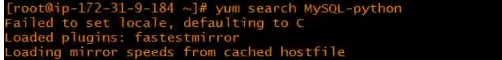 [root@ip-172-31-9-184 ~]# yum search MySQL-python
Failed to set locale, defaulting to C
Loaded plugins: fastestmirror
Loading mirror speeds from cached hostfile